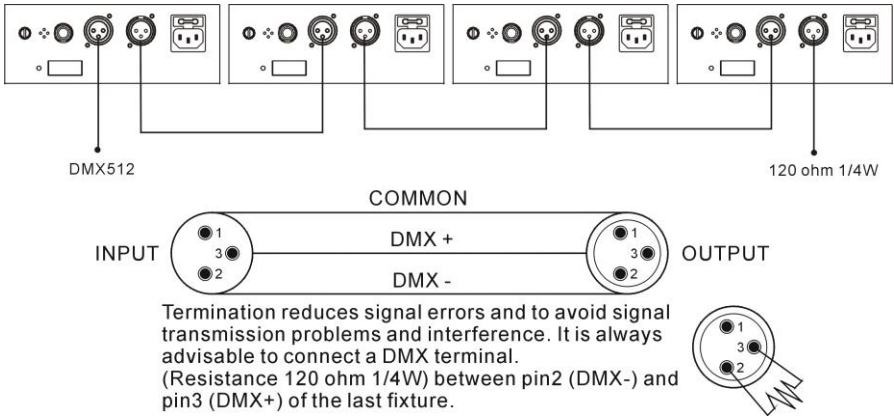 DMX512
120 ohm 1/4W
COMMON
INPUT
1
3
2
DMX +
DMX -
1
3
2
OUTPUT
Termination reduces signal errors and to avoid signal
transmission problems and interference. It is always
advisable to connect a DMX terminal.
(Resistance 120 ohm 1/4W) between pin2 (DMX-) and
pin3 (DMX+) of the last fixture.
1
3
2